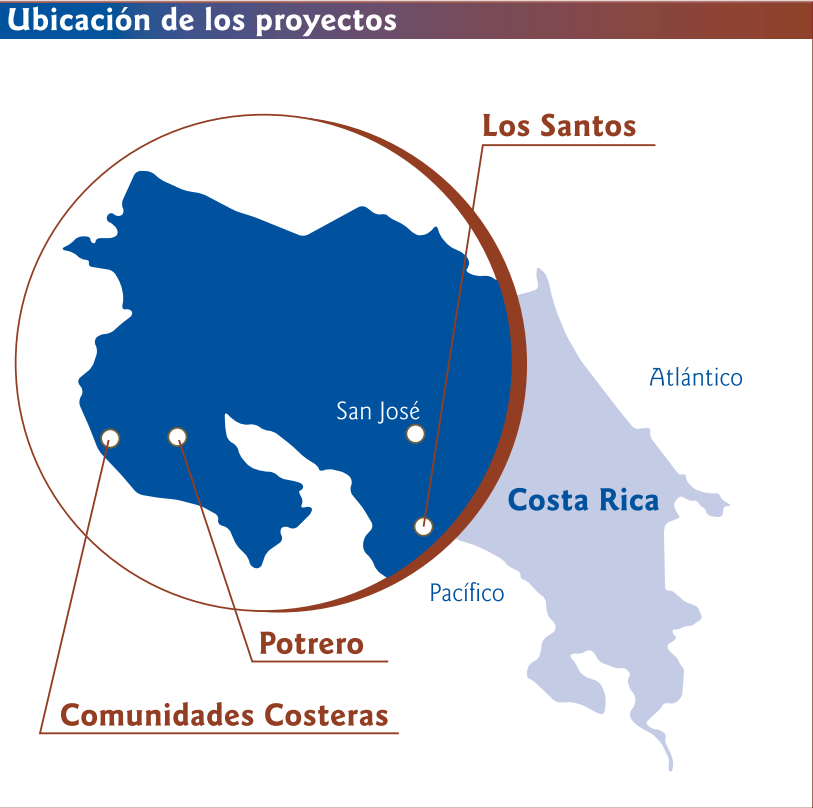 Ubicación de los proyectos
Los Santos
Atlántico
San José
Costa Rica
Pacífico
Potrero
Comunidades Costeras